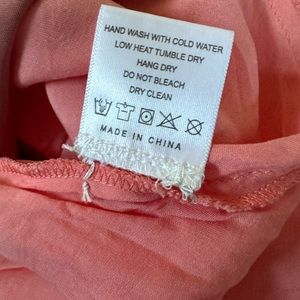 HAND WASH WITH COLD WATER
LOW HEAT TUMBLE DRY
HANG DRY
DO NOT BLEACH
DRY CLEAN
MADE IN CHINA